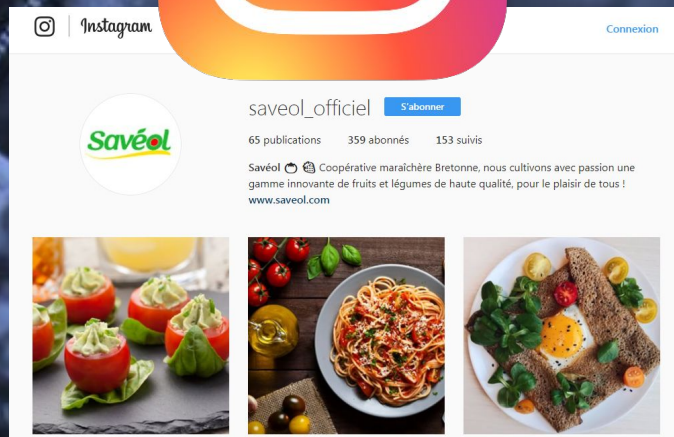 Instagram
Connexion
Savéol
saveol_officiel S'abonner
65 publications 359 abonnés 153 suivis
Savéol Coopérative maraîchère Bretonne, nous cultivons avec passion une
gamme innovante de fruits et légumes de haute qualité, pour le plaisir de tous !
www.saveol.com